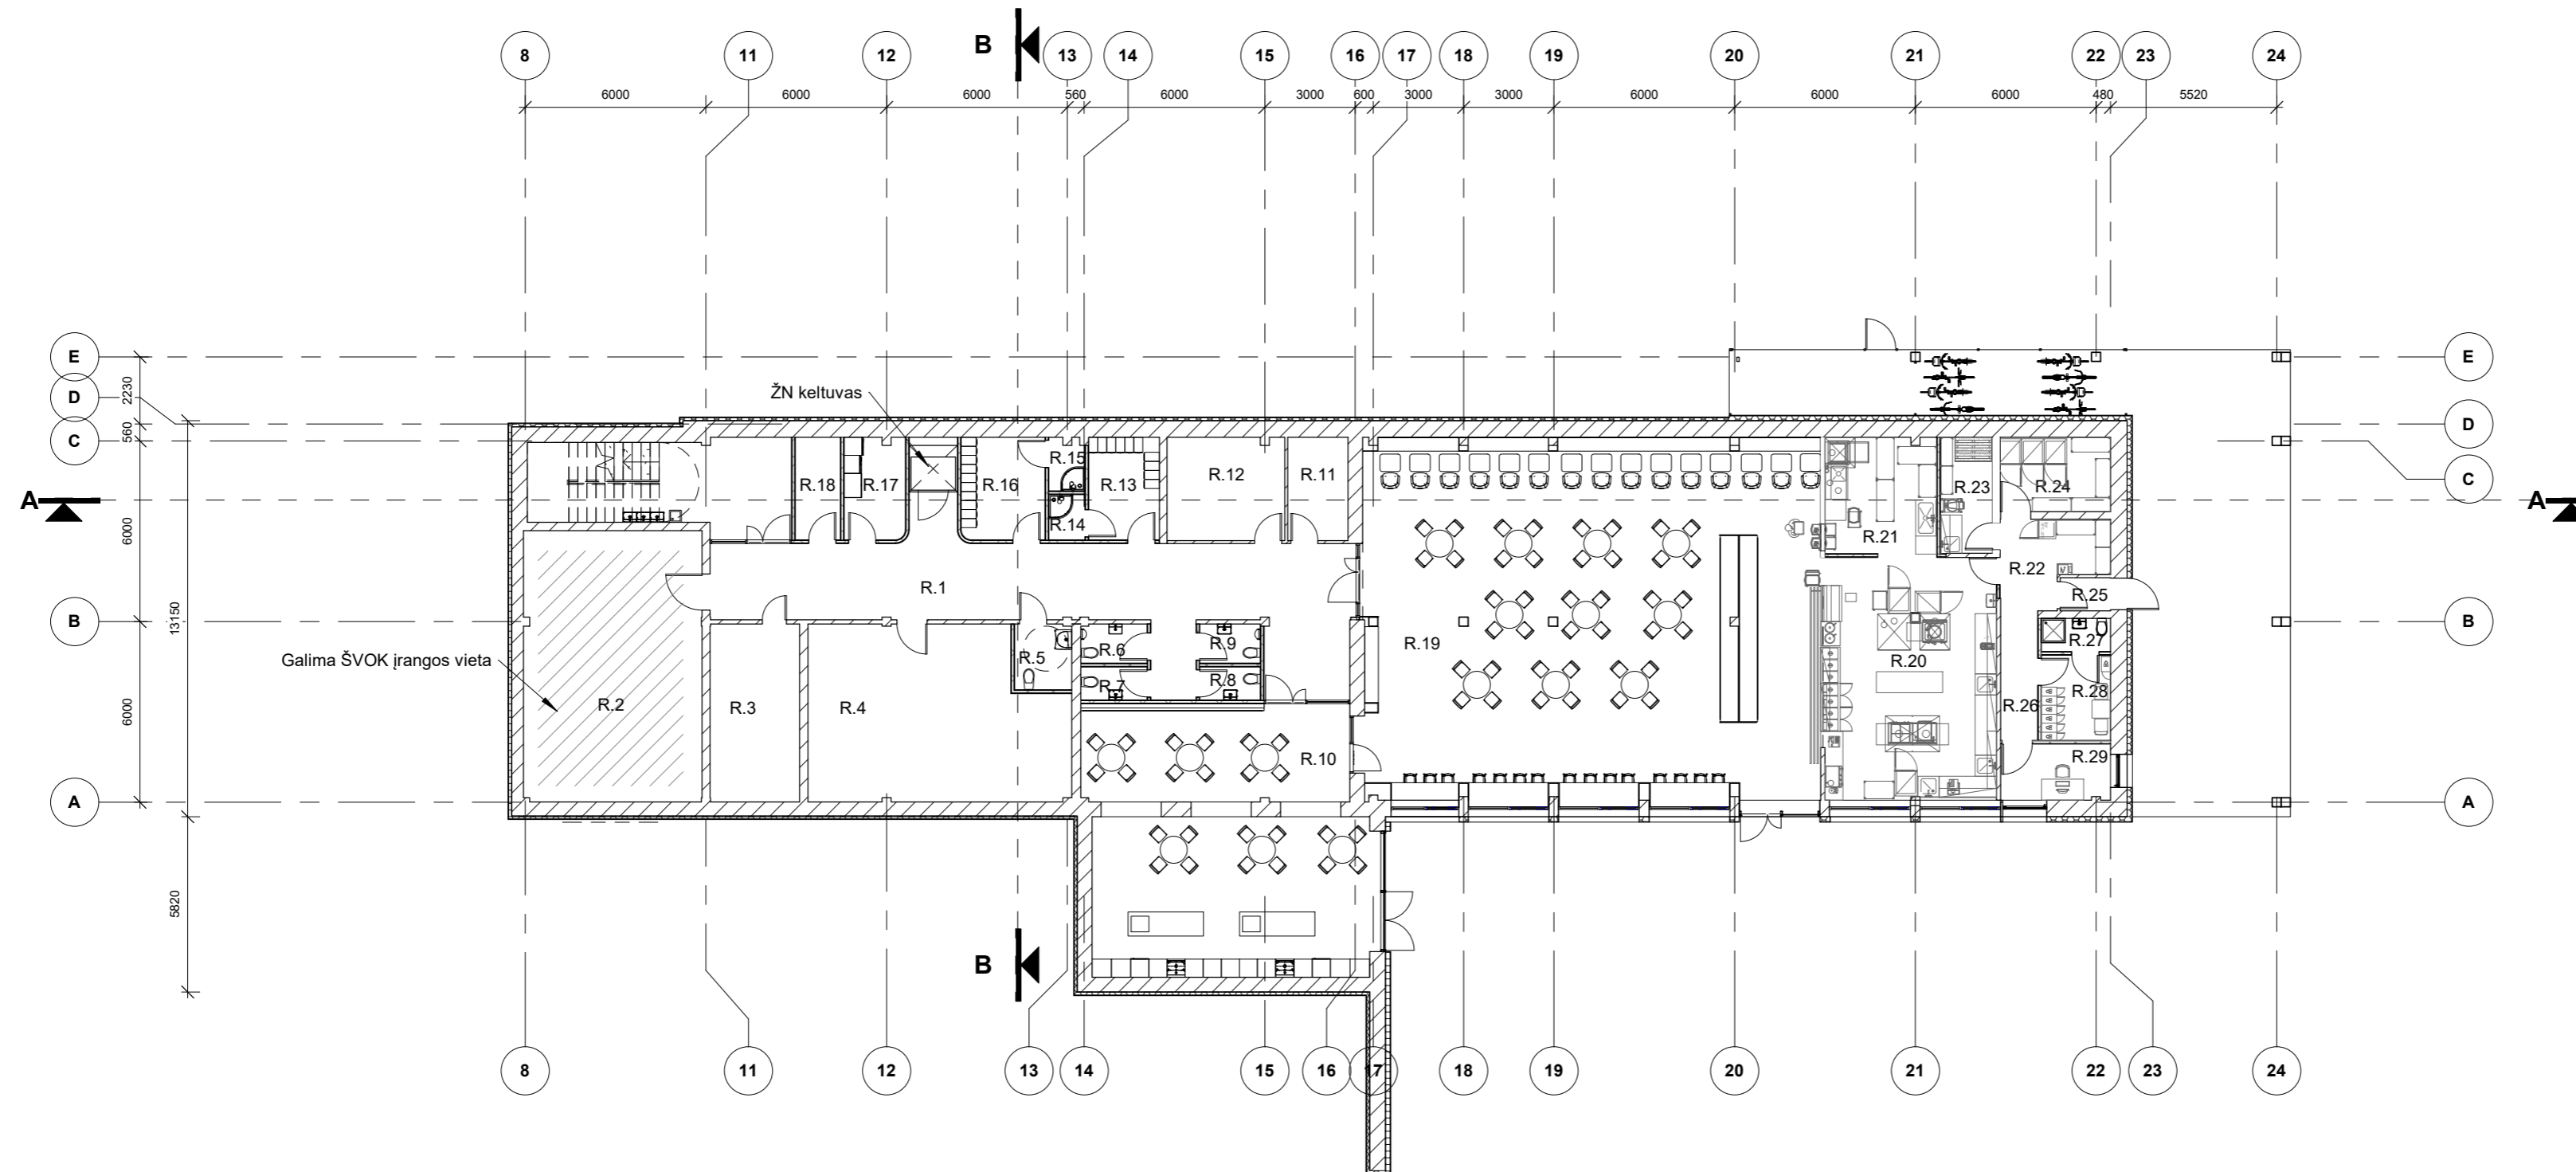 8 11 12 B 13 14 15 16 17 18 19 20 21 22 23 24
6000 6000 6000 560 6000 3000 600 3000 3000 6000 6000 6000 480 5520
E E
2230
D
ŽN keltuvas
D
560
C
C
R.15
R.12 R.11
R.18 R.17 R.16 R.13 R.23 R.24
A A
R.14
6000
R.21
R.22
R.1
R.25
B B
13150
R.27
R.6 R.9 R.19
Galima ŠVOK įrangos vieta
R.5 R.20
R.7 R.8
R.28
R.2 R.3 R.4 R.26
6000
R.10 R.29
A A
5820
B
8 11 12 13 14 15 16 17 18 19 20 21 22 23 24